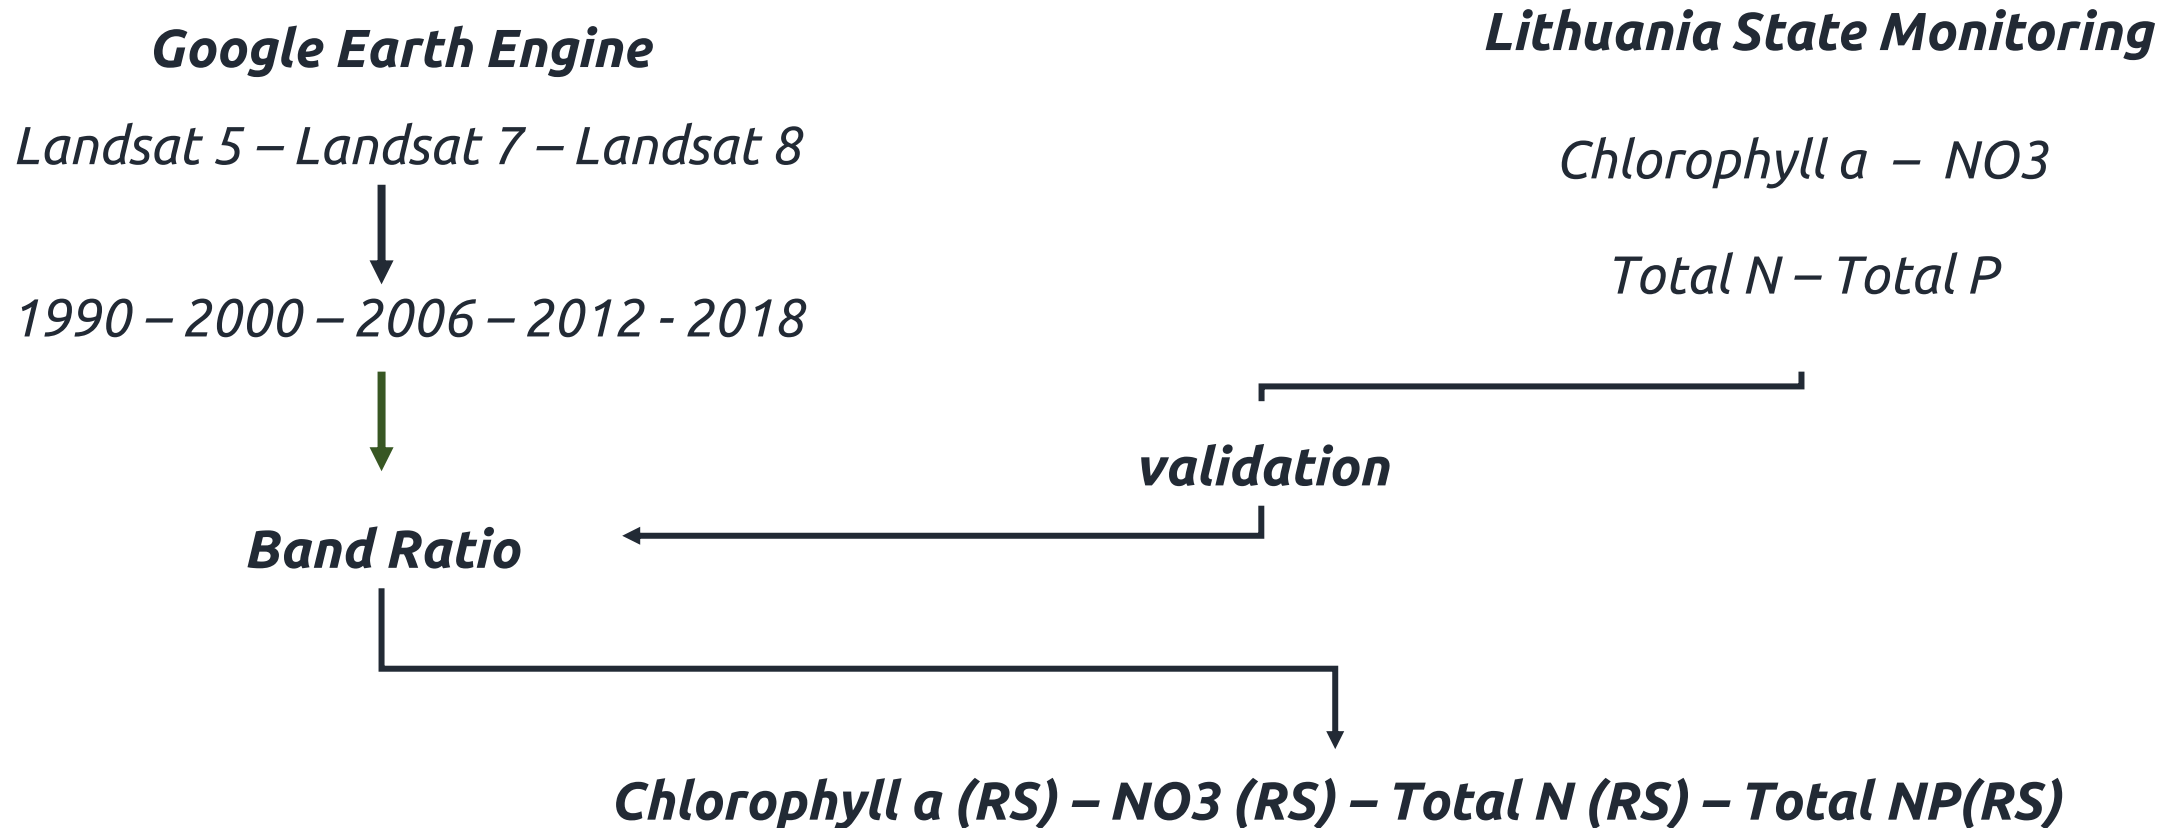 Google Earth Engine
Landsat 5 – Landsat 7 – Landsat 8
1990 – 2000 – 2006 – 2012 - 2018
Lithuania State Monitoring
Chlorophyll a – NO3
Total N – Total P
validation
Band Ratio
Chlorophyll a (RS) – NO3 (RS) – Total N (RS) – Total NP(RS)